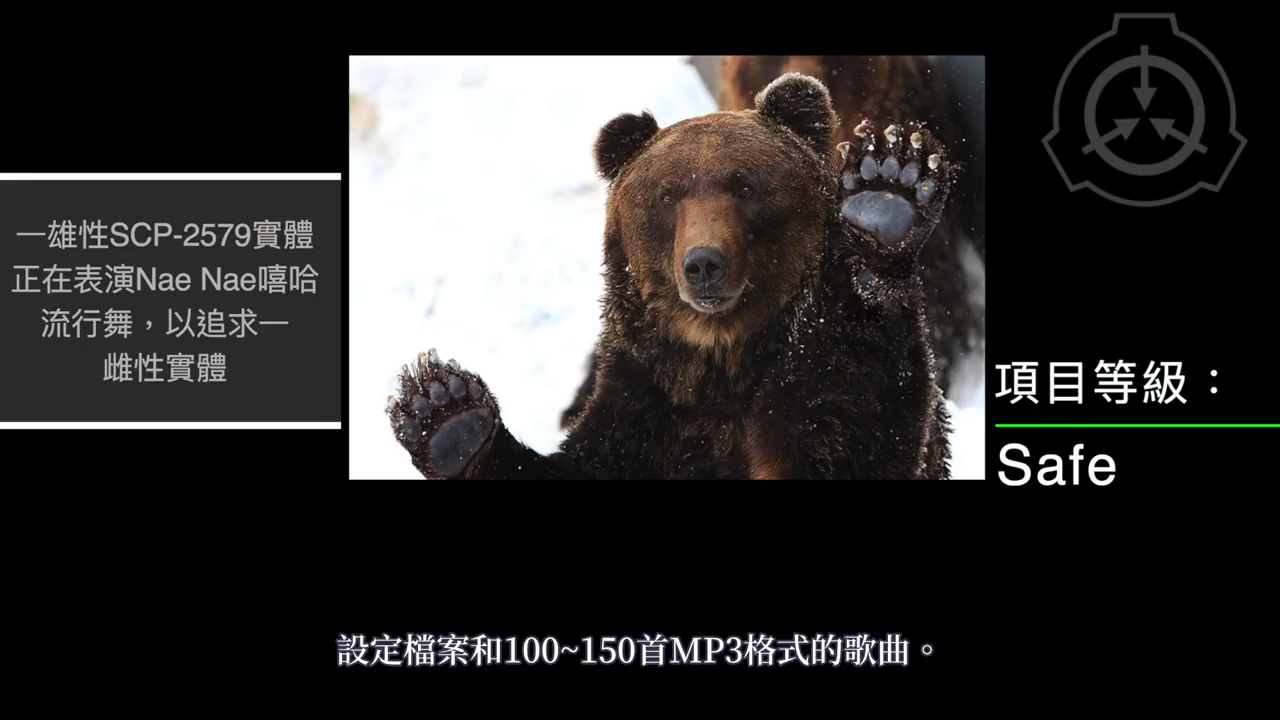 一雄性SCP-2579實體
正在表演Nae Nae嘻哈
流行舞，以追求一
雌性實體
項目等級：
Safe
設定檔案和100~150首MP3格式的歌曲。